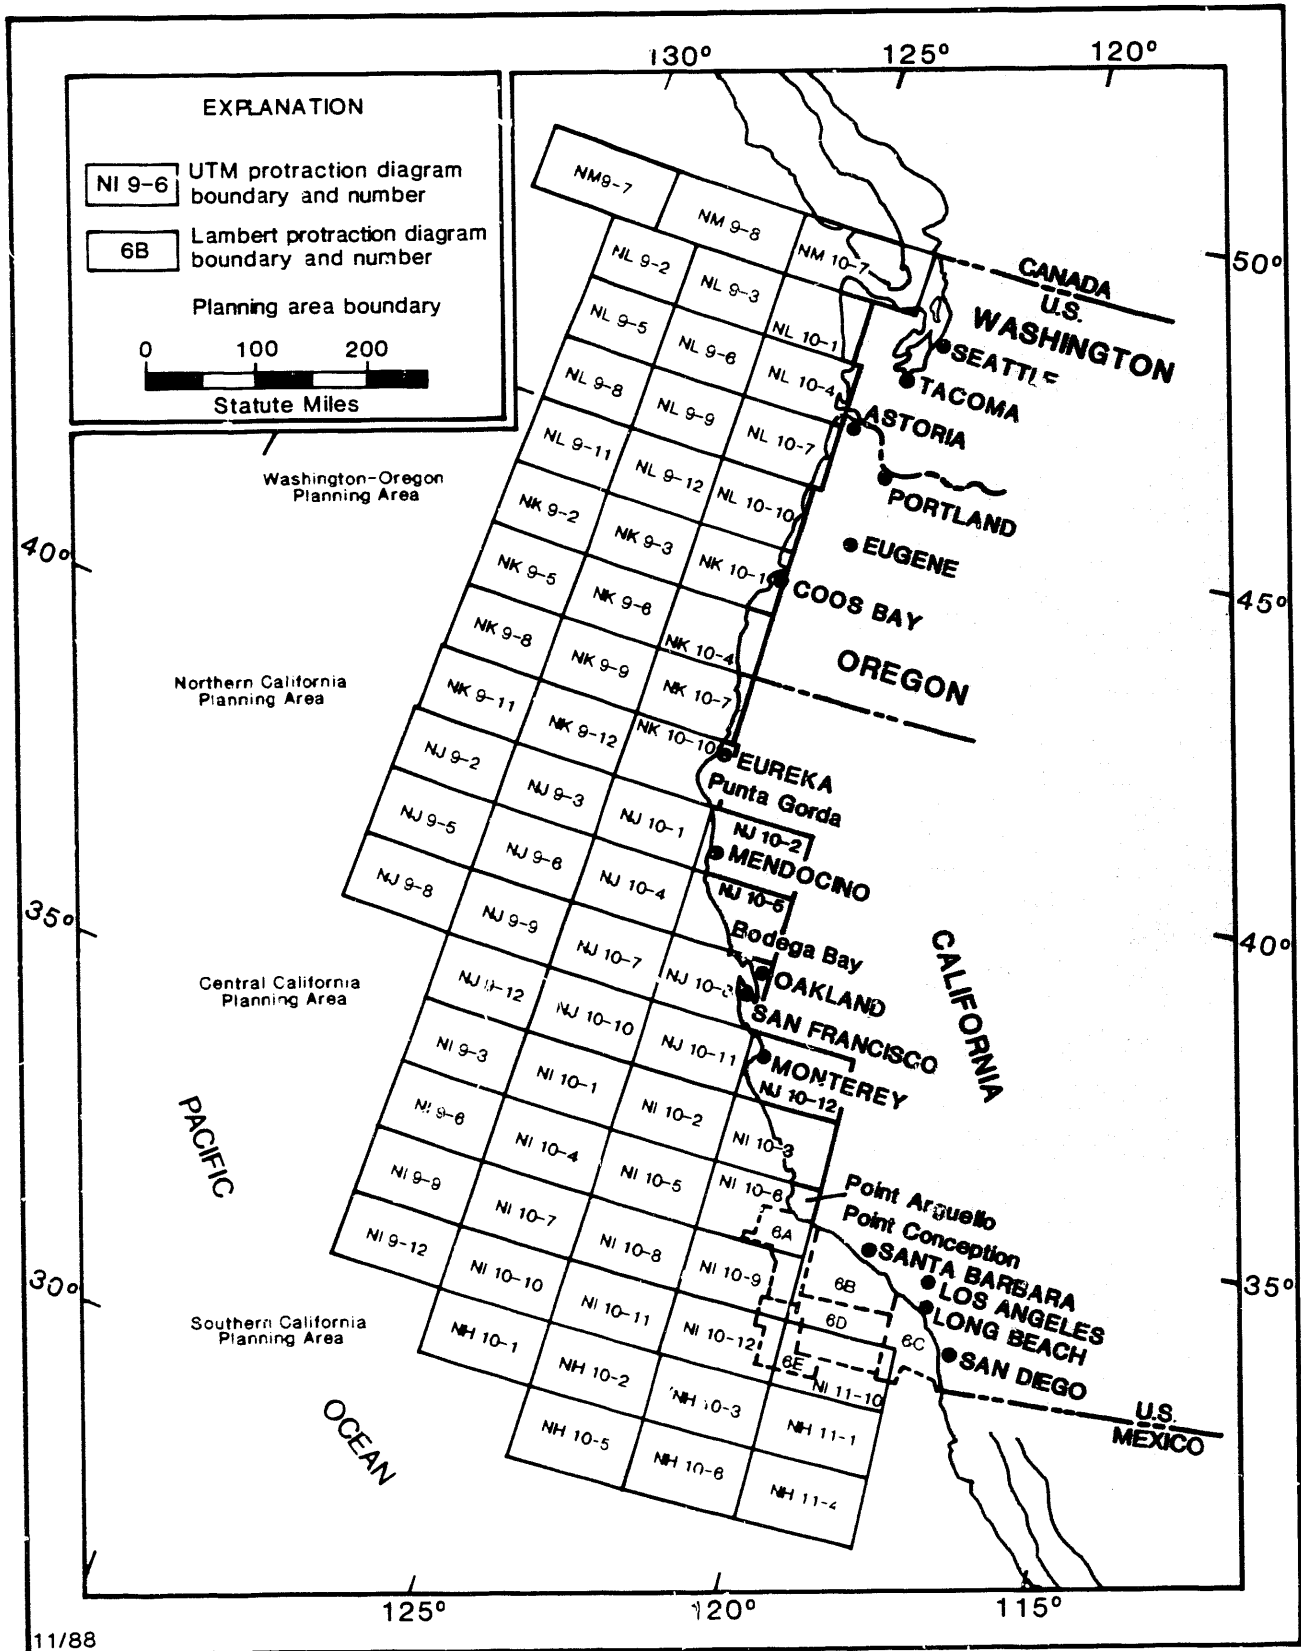 130° 125° 120°
EXPLANATION
NI 9-6 UTM protraction diagram
boundary and number
6B Lambert protraction diagram
boundary and number
Planning area boundary
0 100 200
Statute Miles
NM9-7
NM 9-8
NM 10-7
50°
CANADA
U.S.
WASHINGTON
NL 9-2
NL 9-3
NL 10-1
SEATTLE
TACOMA
NL 9-5
NL 9-6
NL 10-4
ASTORIA
NL 9-8
NL 9-9
NL 10-7
PORTLAND
Washington-Oregon
Planning Area
NL 9-11
NL 9-12
NL 10-10
EUGENE
40°
NK 9-2
NK 9-3
NK 10-1
COOS BAY
45°
NK 9-5
NK 9-6
NK 10-4
OREGON
Northern California
Planning Area
NK 9-8
NK 9-9
NK 10-7
NK 9-11
NK 9-12
NK 10-10
EUREKA
Punta Gorda
NJ 9-2
NJ 9-3
NJ 10-1
NJ 10-2
MENDOCINO
NJ 9-5
NJ 9-6
NJ 10-4
NJ 10-5
35°
NJ 9-8
NJ 9-9
NJ 10-7
Bodega Bay
40°
CALIFORNIA
OAKLAND
SAN FRANCISCO
Central California
Planning Area
NJ 9-12
NJ 10-10
NJ 10-11
MONTEREY
NJ 10-12
NI 9-3
NI 10-1
NI 10-2
NI 10-3
PACIFIC
NI 9-6
NI 10-4
NI 10-5
NI 10-6
Point Arguello
Point Conception
NI 9-9
NI 10-7
NI 10-8
NI 10-9
6A
SANTA BARBARA
LOS ANGELES
LONG BEACH
SAN DIEGO
6B
6D
6C
6E
30°
35°
NI 9-12
NI 10-10
NI 10-11
NI 10-12
NI 11-10
Southern California
Planning Area
NH 10-1
NH 10-2
NH 10-3
NH 11-1
U.S.
MEXICO
OCEAN
NH 10-5
NH 10-6
NH 11-4
125° 120° 115°
11/88